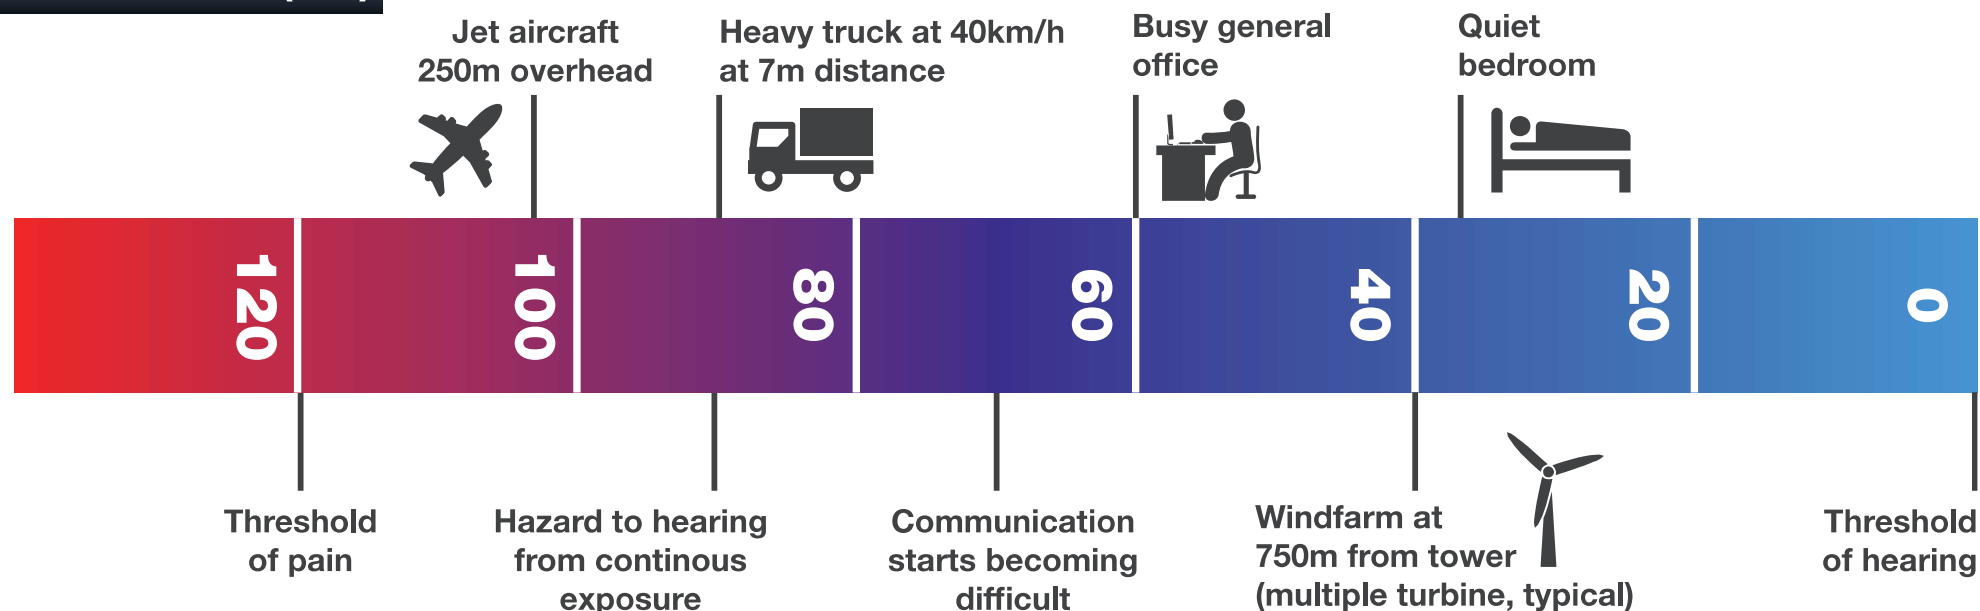 Jet aircraft
250m overhead
Heavy truck at 40km/h
at 7m distance
Busy general
office
Quiet
bedroom
120
100
80
60
40
20
0
Threshold
of pain
Hazard to hearing
from continous
exposure
Communication
starts becoming
difficult
Windfarm at
750m from tower
(multiple turbine, typical)
Threshold
of hearing